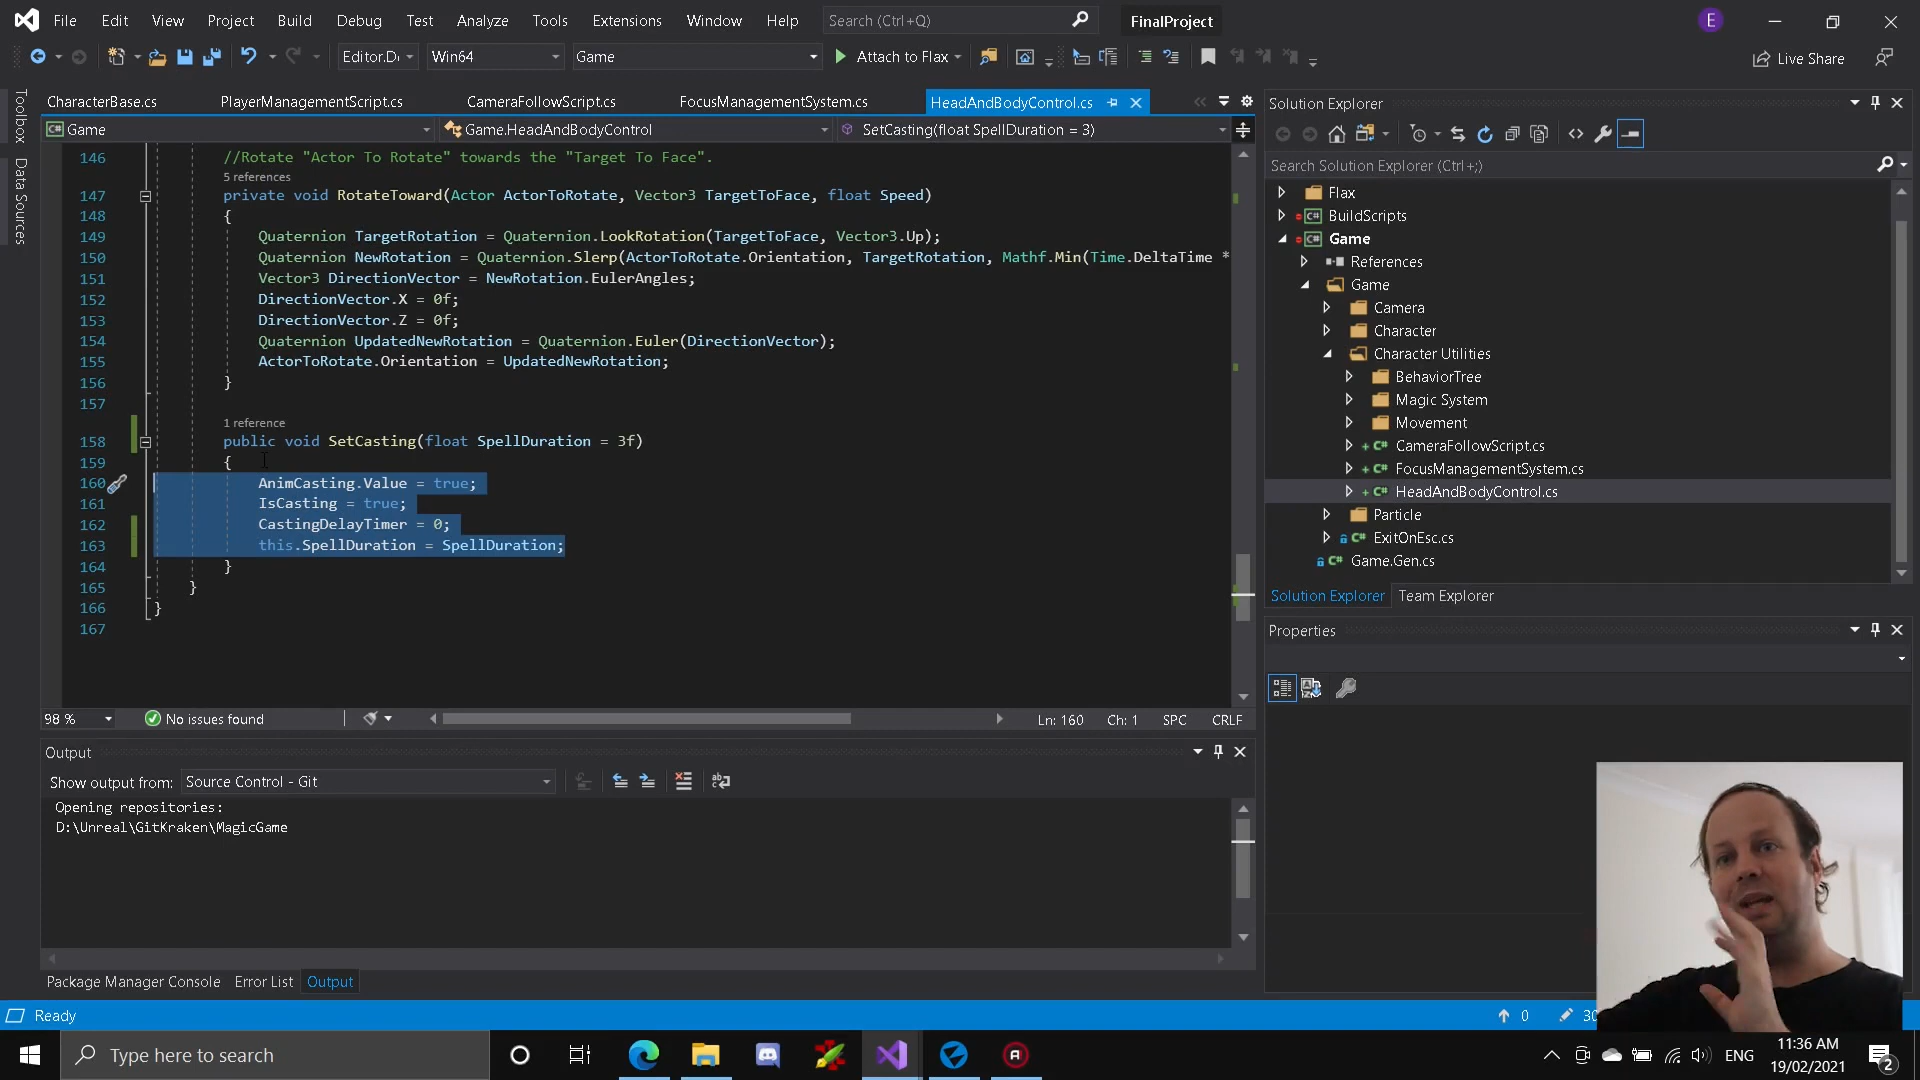 File Edit View Project Build Debug Test Analyze Tools Extensions Window Help Search (Ctrl+Q) FinalProject E
Editor.D Win64 Game Attach to Flax Live Share
Toolbox
Data Sources
CharacterBase.cs PlayerManagementScript.cs CameraFollowScript.cs FocusManagementSystem.cs HeadAndBodyControl.cs
Game Game.HeadAndBodyControl SetCasting(float SpellDuration = 3)
146 //Rotate "Actor To Rotate" towards the "Target To Face".
5 references
147 private void RotateToward(Actor ActorToRotate, Vector3 TargetToFace, float Speed)
148 {
149 Quaternion TargetRotation = Quaternion.LookRotation(TargetToFace, Vector3.Up);
150 Quaternion NewRotation = Quaternion.Slerp(ActorToRotate.Orientation, TargetRotation, Mathf.Min(Time.DeltaTime *
151 Vector3 DirectionVector = NewRotation.EulerAngles;
152 DirectionVector.X = 0f;
153 DirectionVector.Z = 0f;
154 Quaternion UpdatedNewRotation = Quaternion.Euler(DirectionVector);
155 ActorToRotate.Orientation = UpdatedNewRotation;
156 }
157
1 reference
158 public void SetCasting(float SpellDuration = 3f)
159 {
160 AnimCasting.Value = true;
161 IsCasting = true;
162 CastingDelayTimer = 0;
163 this.SpellDuration = SpellDuration;
164 }
165 }
166 }
167
98 % No issues found Ln: 160 Ch: 1 SPC CRLF
Output
Show output from: Source Control - Git
Opening repositories:
D:\Unreal\GitKraken\MagicGame
Package Manager Console Error List Output
Solution Explorer
Search Solution Explorer (Ctrl+;)
Flax
C# BuildScripts
C# Game
References
Game
Camera
Character
Character Utilities
BehaviorTree
Magic System
Movement
C# CameraFollowScript.cs
C# FocusManagementSystem.cs
C# HeadAndBodyControl.cs
Particle
C# ExitOnEsc.cs
C# Game.Gen.cs
Solution Explorer Team Explorer
Properties
Ready 0 30
Type here to search
ENG
11:36 AM
19/02/2021
2